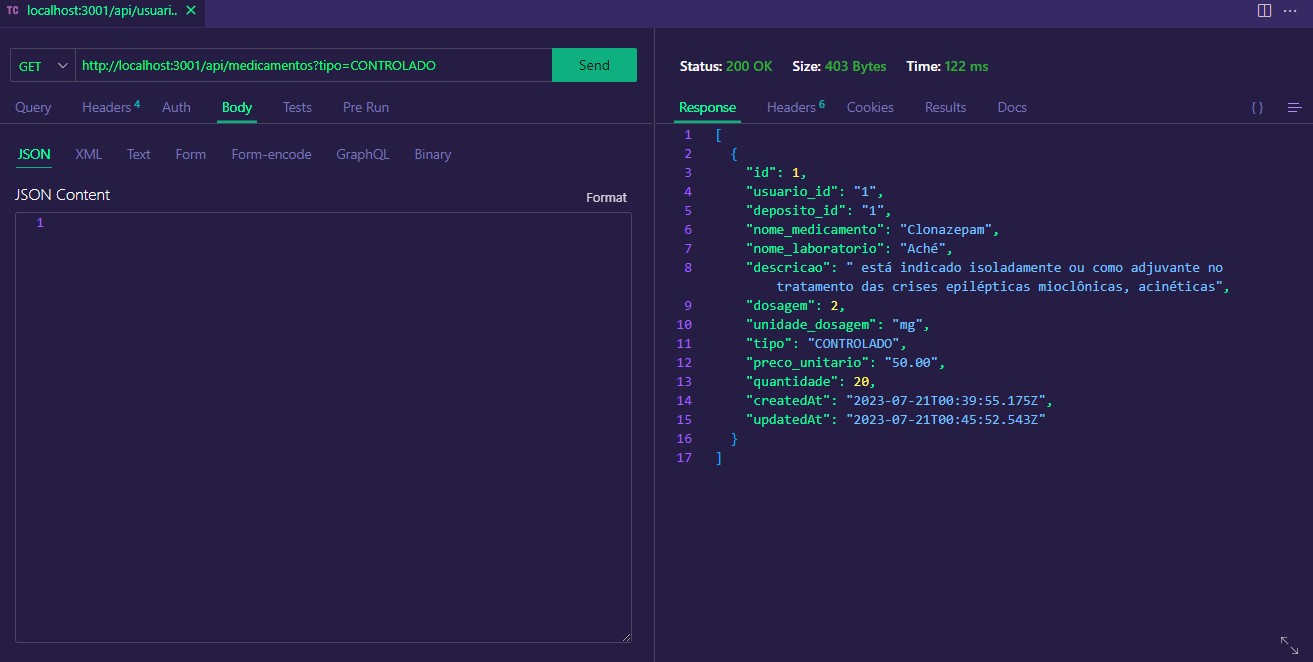 TC localhost:3001/api/usuari.. ✕ ⋯
GET http://localhost:3001/api/medicamentos?tipo=CONTROLADO Send
Query Headers 4 Auth Body Tests Pre Run
JSON XML Text Form Form-encode GraphQL Binary
JSON Content Format
1
Status: 200 OK Size: 403 Bytes Time: 122 ms
Response Headers 6 Cookies Results Docs { }
1 [
2 {
3 "id": 1,
4 "usuario_id": "1",
5 "deposito_id": "1",
6 "nome_medicamento": "Clonazepam",
7 "nome_laboratorio": "Aché",
8 "descricao": " está indicado isoladamente ou como adjuvante no
tratamento das crises epilépticas mioclônicas, acinéticas",
9 "dosagem": 2,
10 "unidade_dosagem": "mg",
11 "tipo": "CONTROLADO",
12 "preco_unitario": "50.00",
13 "quantidade": 20,
14 "createdAt": "2023-07-21T00:39:55.175Z",
15 "updatedAt": "2023-07-21T00:45:52.543Z"
16 }
17 ]